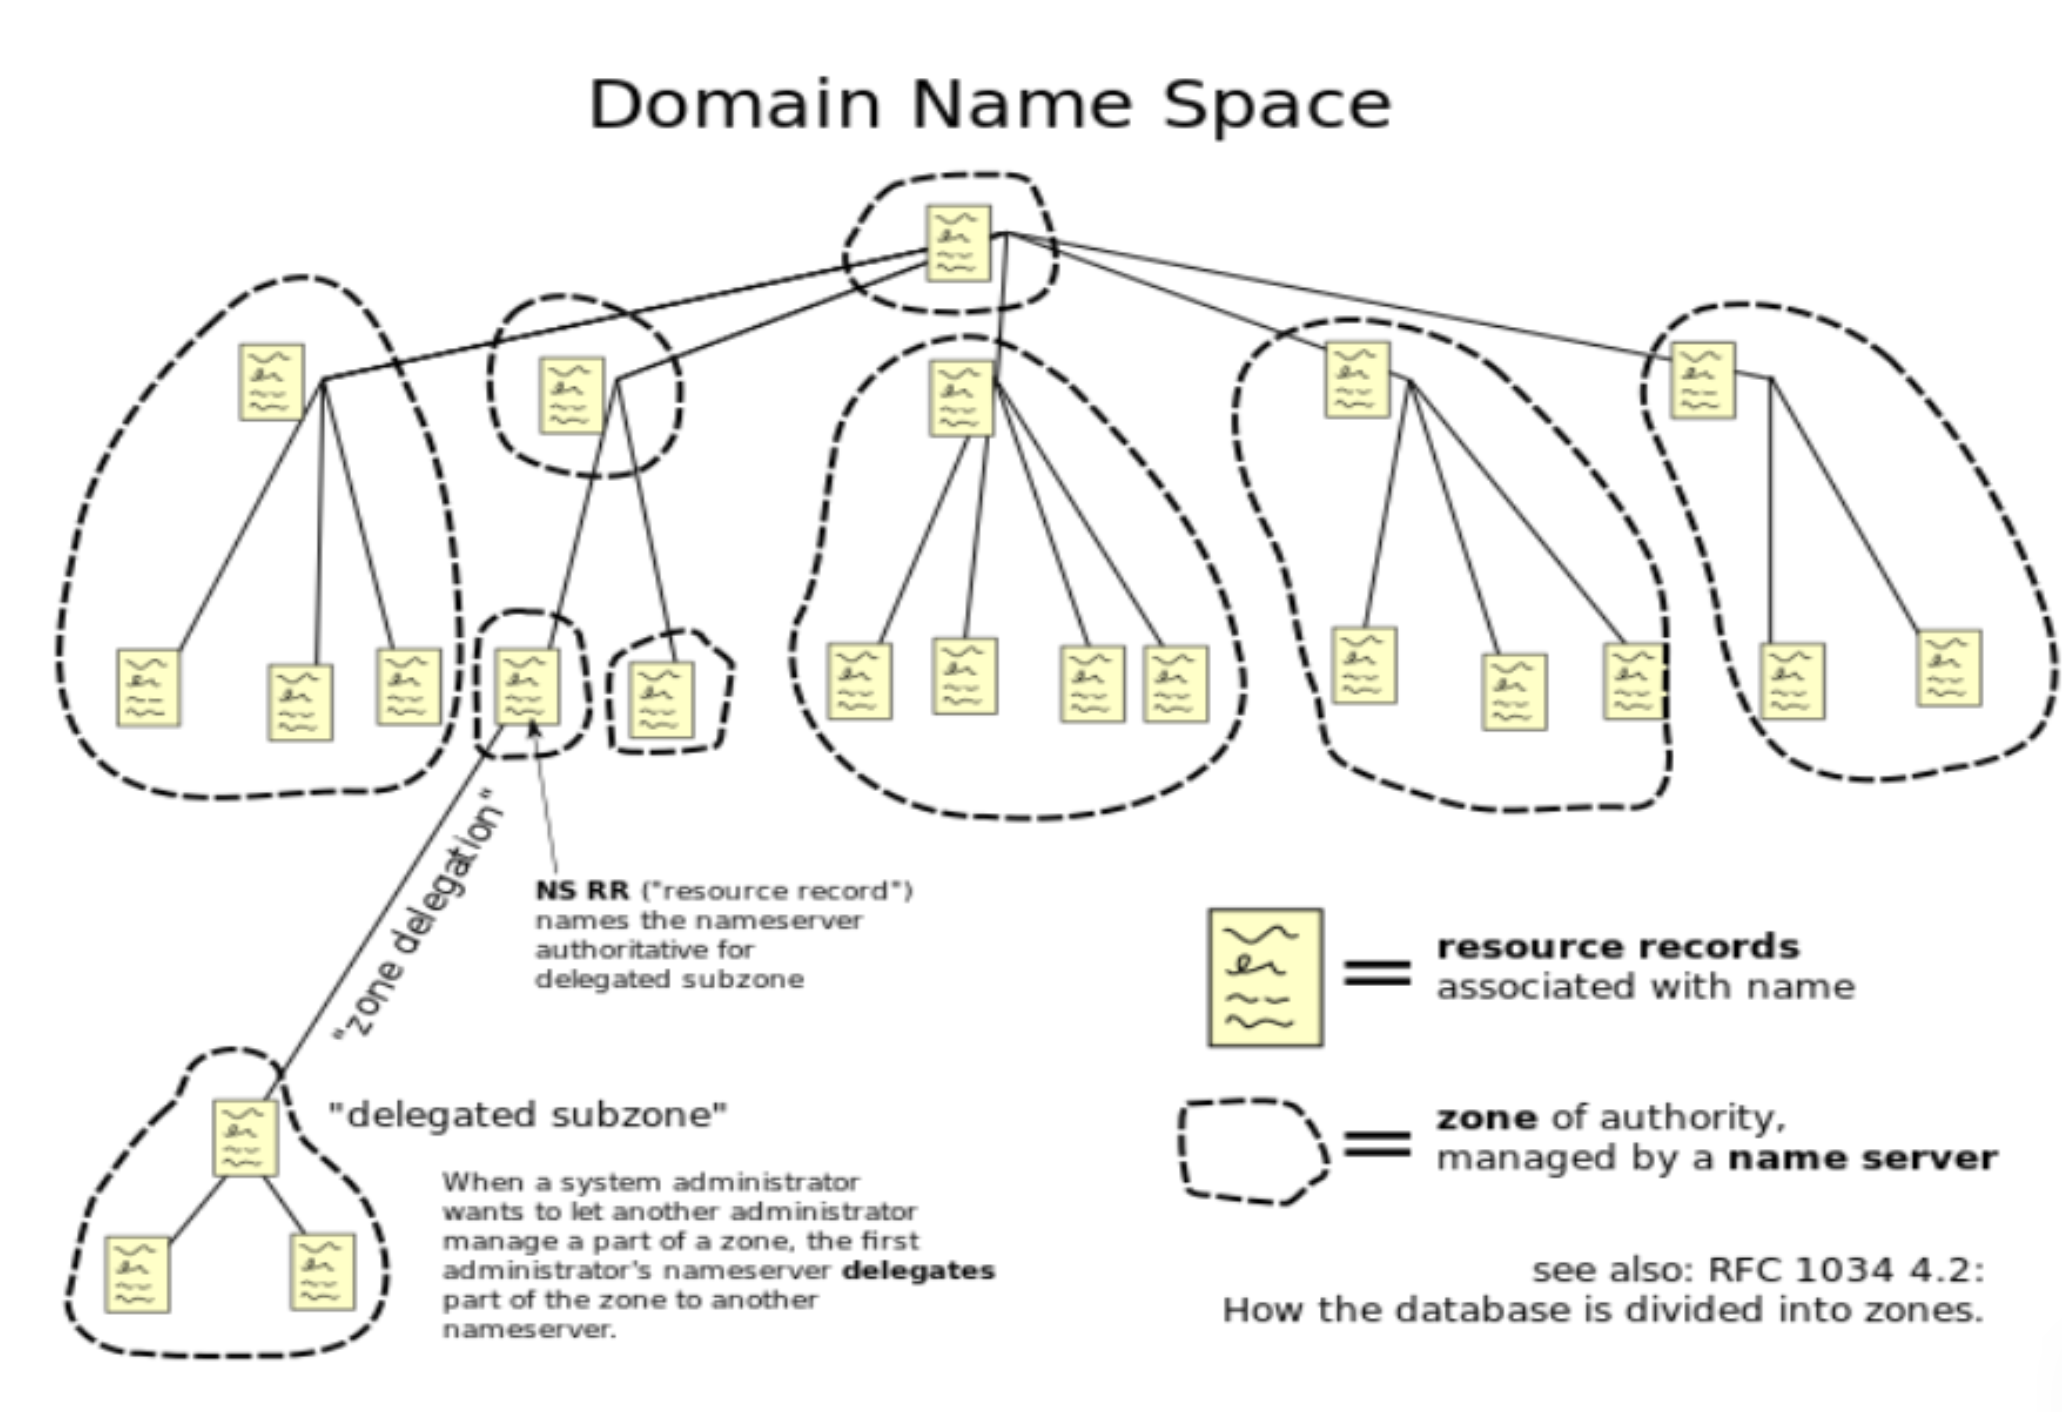 Domain Name Space
"zone delegation"
NS RR ("resource record")
names the nameserver
authoritative for
delegated subzone
resource records
associated with name
"delegated subzone"
zone of authority,
managed by a name server
When a system administrator
wants to let another administrator
manage a part of a zone, the first
administrator's nameserver delegates
part of the zone to another
nameserver.
see also: RFC 1034 4.2:
How the database is divided into zones.